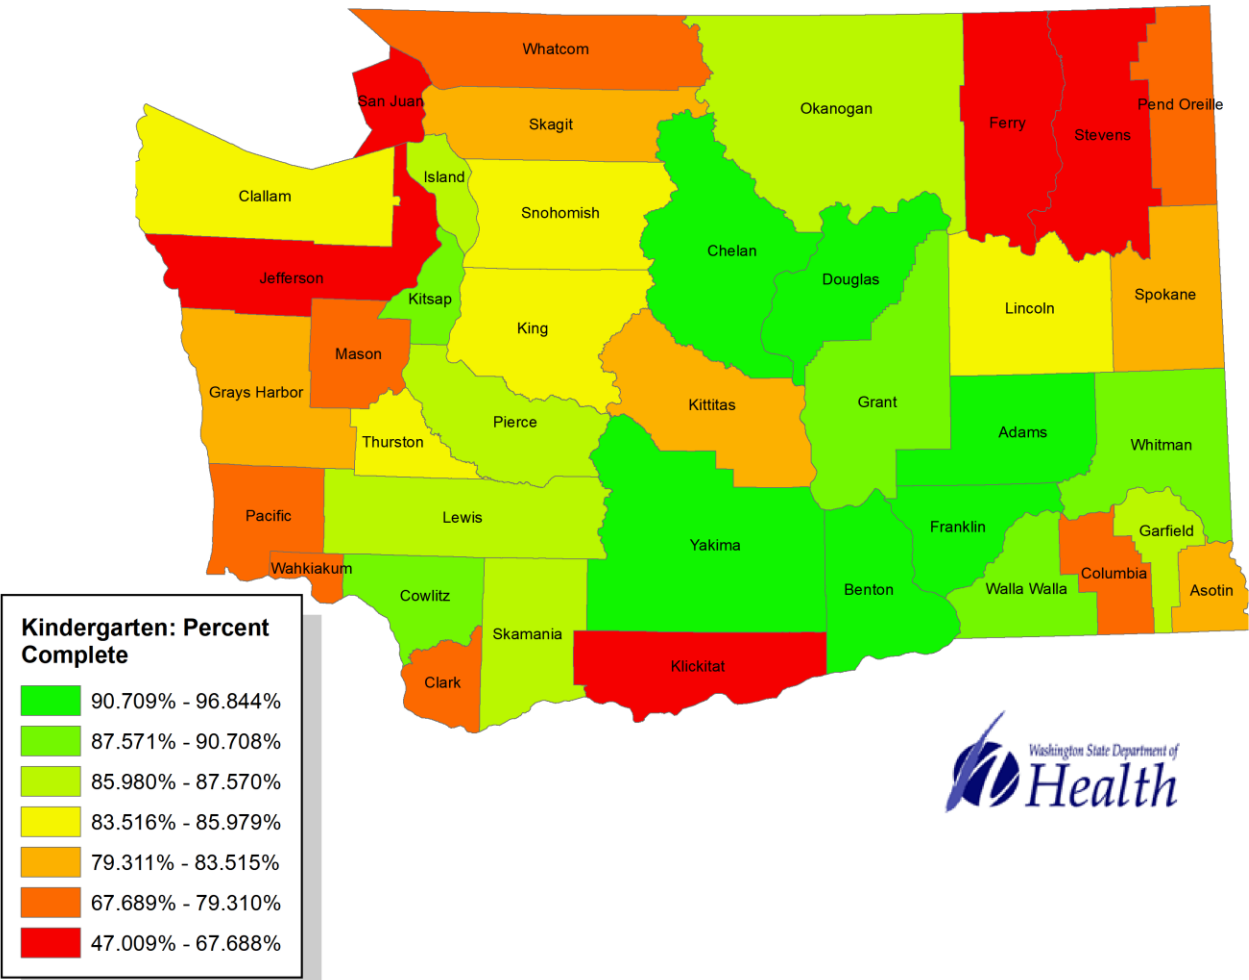 Whatcom
San Juan
Skagit
Okanogan
Ferry
Stevens
Pend Oreille
Clallam
Island
Snohomish
Chelan
Douglas
Jefferson
Kitsap
King
Lincoln
Spokane
Mason
Grays Harbor
Kittitas
Grant
Pierce
Thurston
Adams
Whitman
Pacific
Lewis
Yakima
Franklin
Garfield
Wahkiakum
Cowlitz
Benton
Walla Walla
Columbia
Asotin
Skamania
Clark
Klickitat
Kindergarten: Percent
Complete
90.709% - 96.844%
87.571% - 90.708%
85.980% - 87.570%
83.516% - 85.979%
79.311% - 83.515%
67.689% - 79.310%
47.009% - 67.688%
Washington State Department of
Health